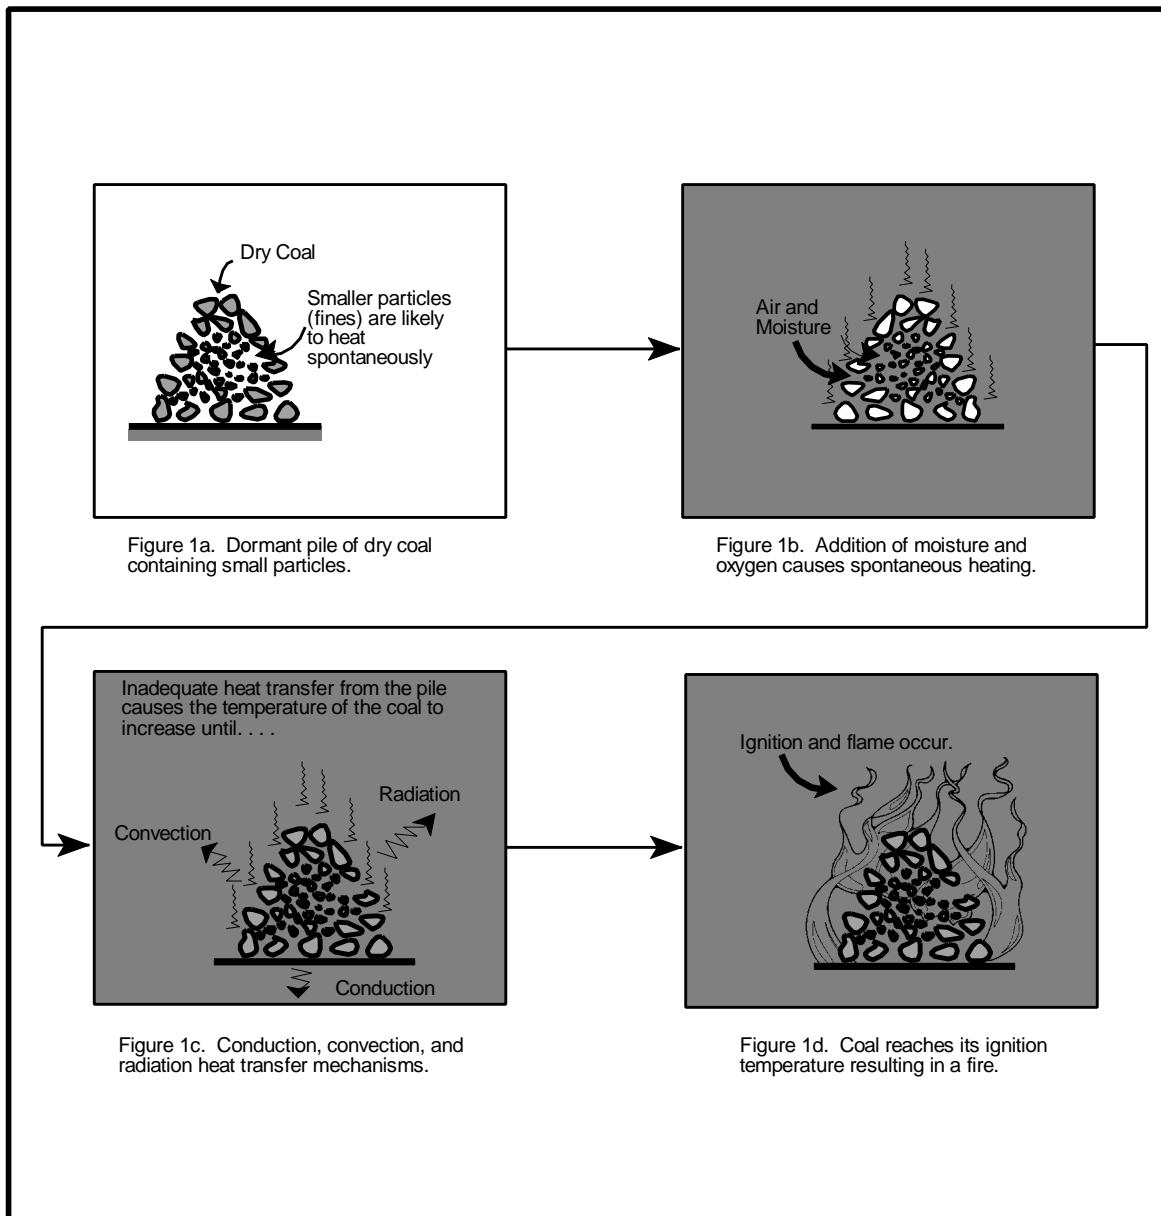 Dry Coal
Smaller particles
(fines) are likely
to heat
spontaneously
Figure 1a.  Dormant pile of dry coal
containing small particles.
Air and
Moisture
Figure 1b.  Addition of moisture and
oxygen causes spontaneous heating.
Inadequate heat transfer from the pile
causes the temperature of the coal to
increase until. . . .
Radiation
Convection
Conduction
Figure 1c.  Conduction, convection, and
radiation heat transfer mechanisms.
Ignition and flame occur.
Figure 1d.  Coal reaches its ignition
temperature resulting in a fire.